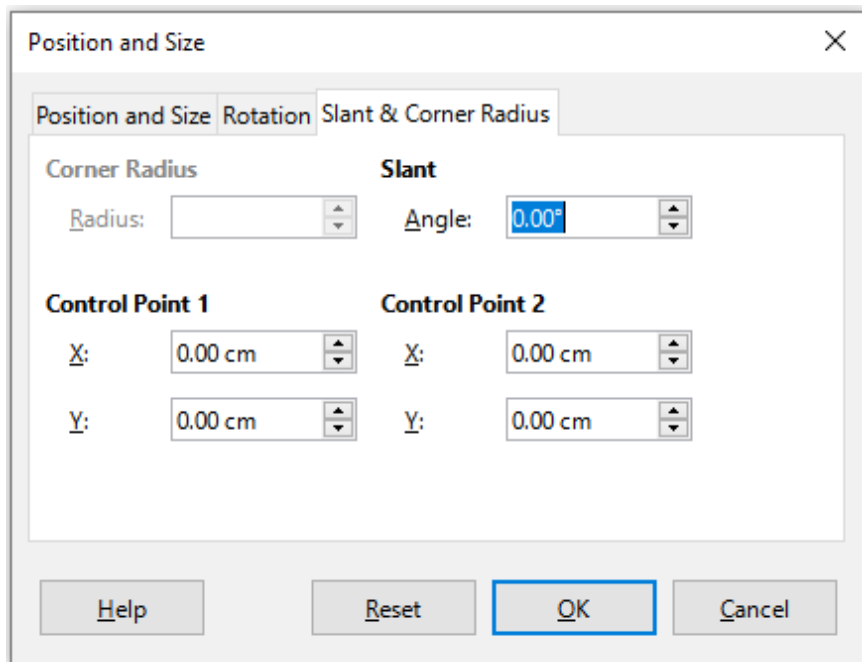 Position and Size
Position and Size Rotation Slant & Corner Radius
Corner Radius Slant
Radius: Angle: 0.00°
Control Point 1 Control Point 2
X: 0.00 cm X: 0.00 cm
Y: 0.00 cm Y: 0.00 cm
Help Reset OK Cancel